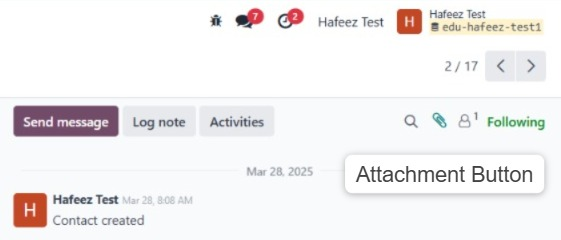 7 2 Hafeez Test H Hafeez Test
edu-hafeez-test1
2 / 17
Send message Log note Activities 1 Following
Mar 28, 2025
Attachment Button
H Hafeez Test Mar 28, 8:08 AM
Contact created